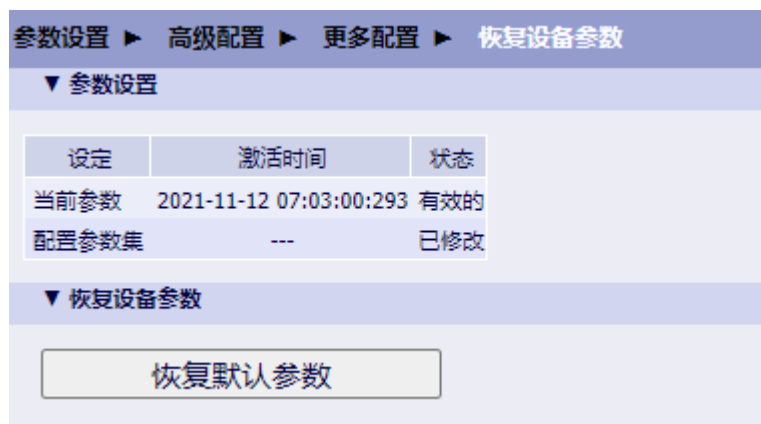 参数设置 ► 高级配置 ► 更多配置 ► 恢复设备参数
▼ 参数设置
设定 激活时间 状态
当前参数 2021-11-12 07:03:00:293 有效的
配置参数集 --- 已修改
▼ 恢复设备参数
恢复默认参数